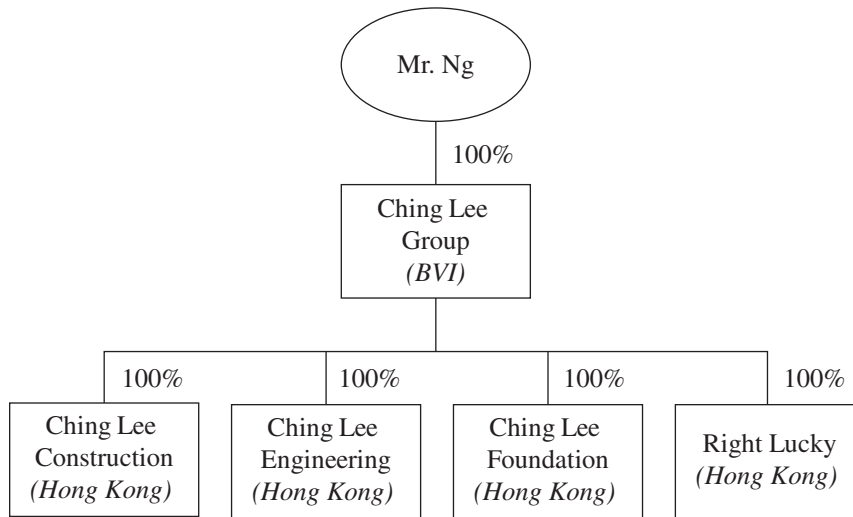 Mr. Ng
100%
Ching Lee
Group
(BVI)
100%
100%
100%
100%
Ching Lee
Construction
(Hong Kong)
Ching Lee
Engineering
(Hong Kong)
Ching Lee
Foundation
(Hong Kong)
Right Lucky
(Hong Kong)